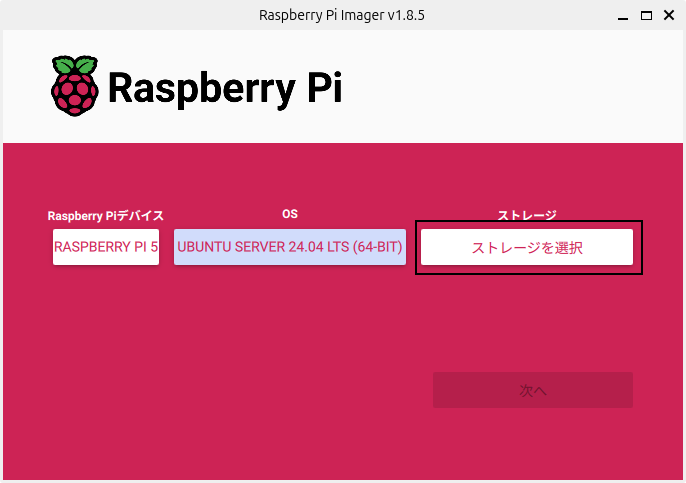 Raspberry Pi Imager v1.8.5
Raspberry Pi
Raspberry Piデバイス
OS
ストレージ
RASPBERRY PI 5
UBUNTU SERVER 24.04 LTS (64-BIT)
ストレージを選択
次へ